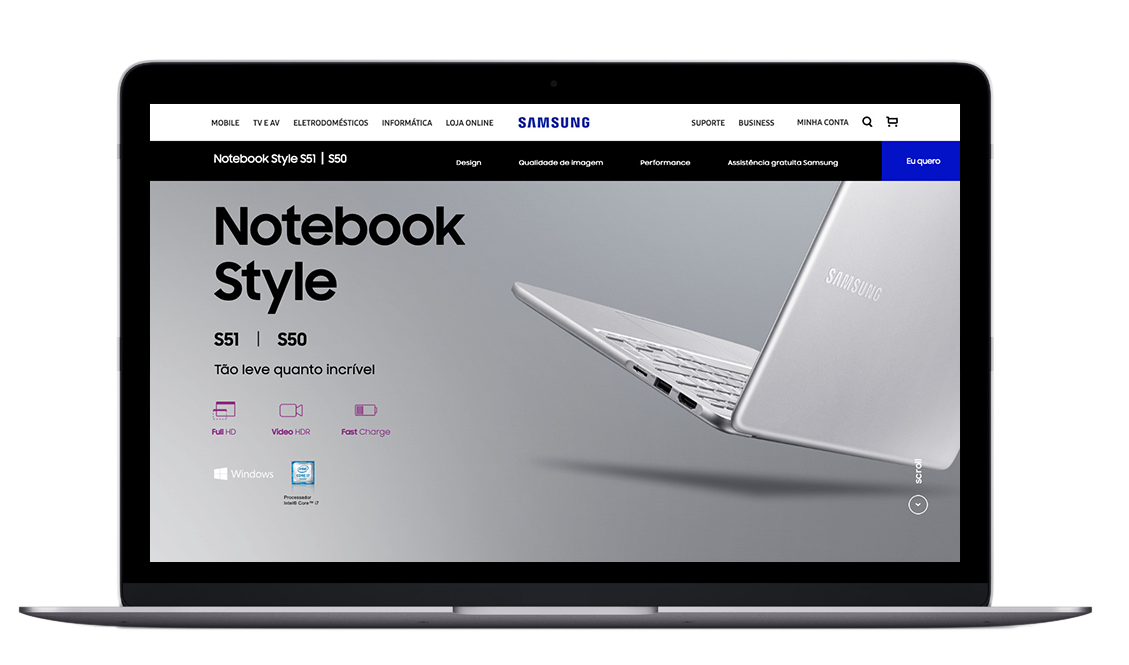 MOBILE TV E AV ELETRODOMÉSTICOS INFORMÁTICA LOJA ONLINE SAMSUNG SUPORTE BUSINESS MINHA CONTA
Notebook Style S51 | S50 Design Qualidade de imagem Performance Assistência gratuita Samsung Eu quero
Notebook
Style
SAMSUNG
S51 | S50
Tão leve quanto incrível
Full HD Vídeo HDR Fast Charge
Windows
Processador
Intel® Core™ i7
scroll